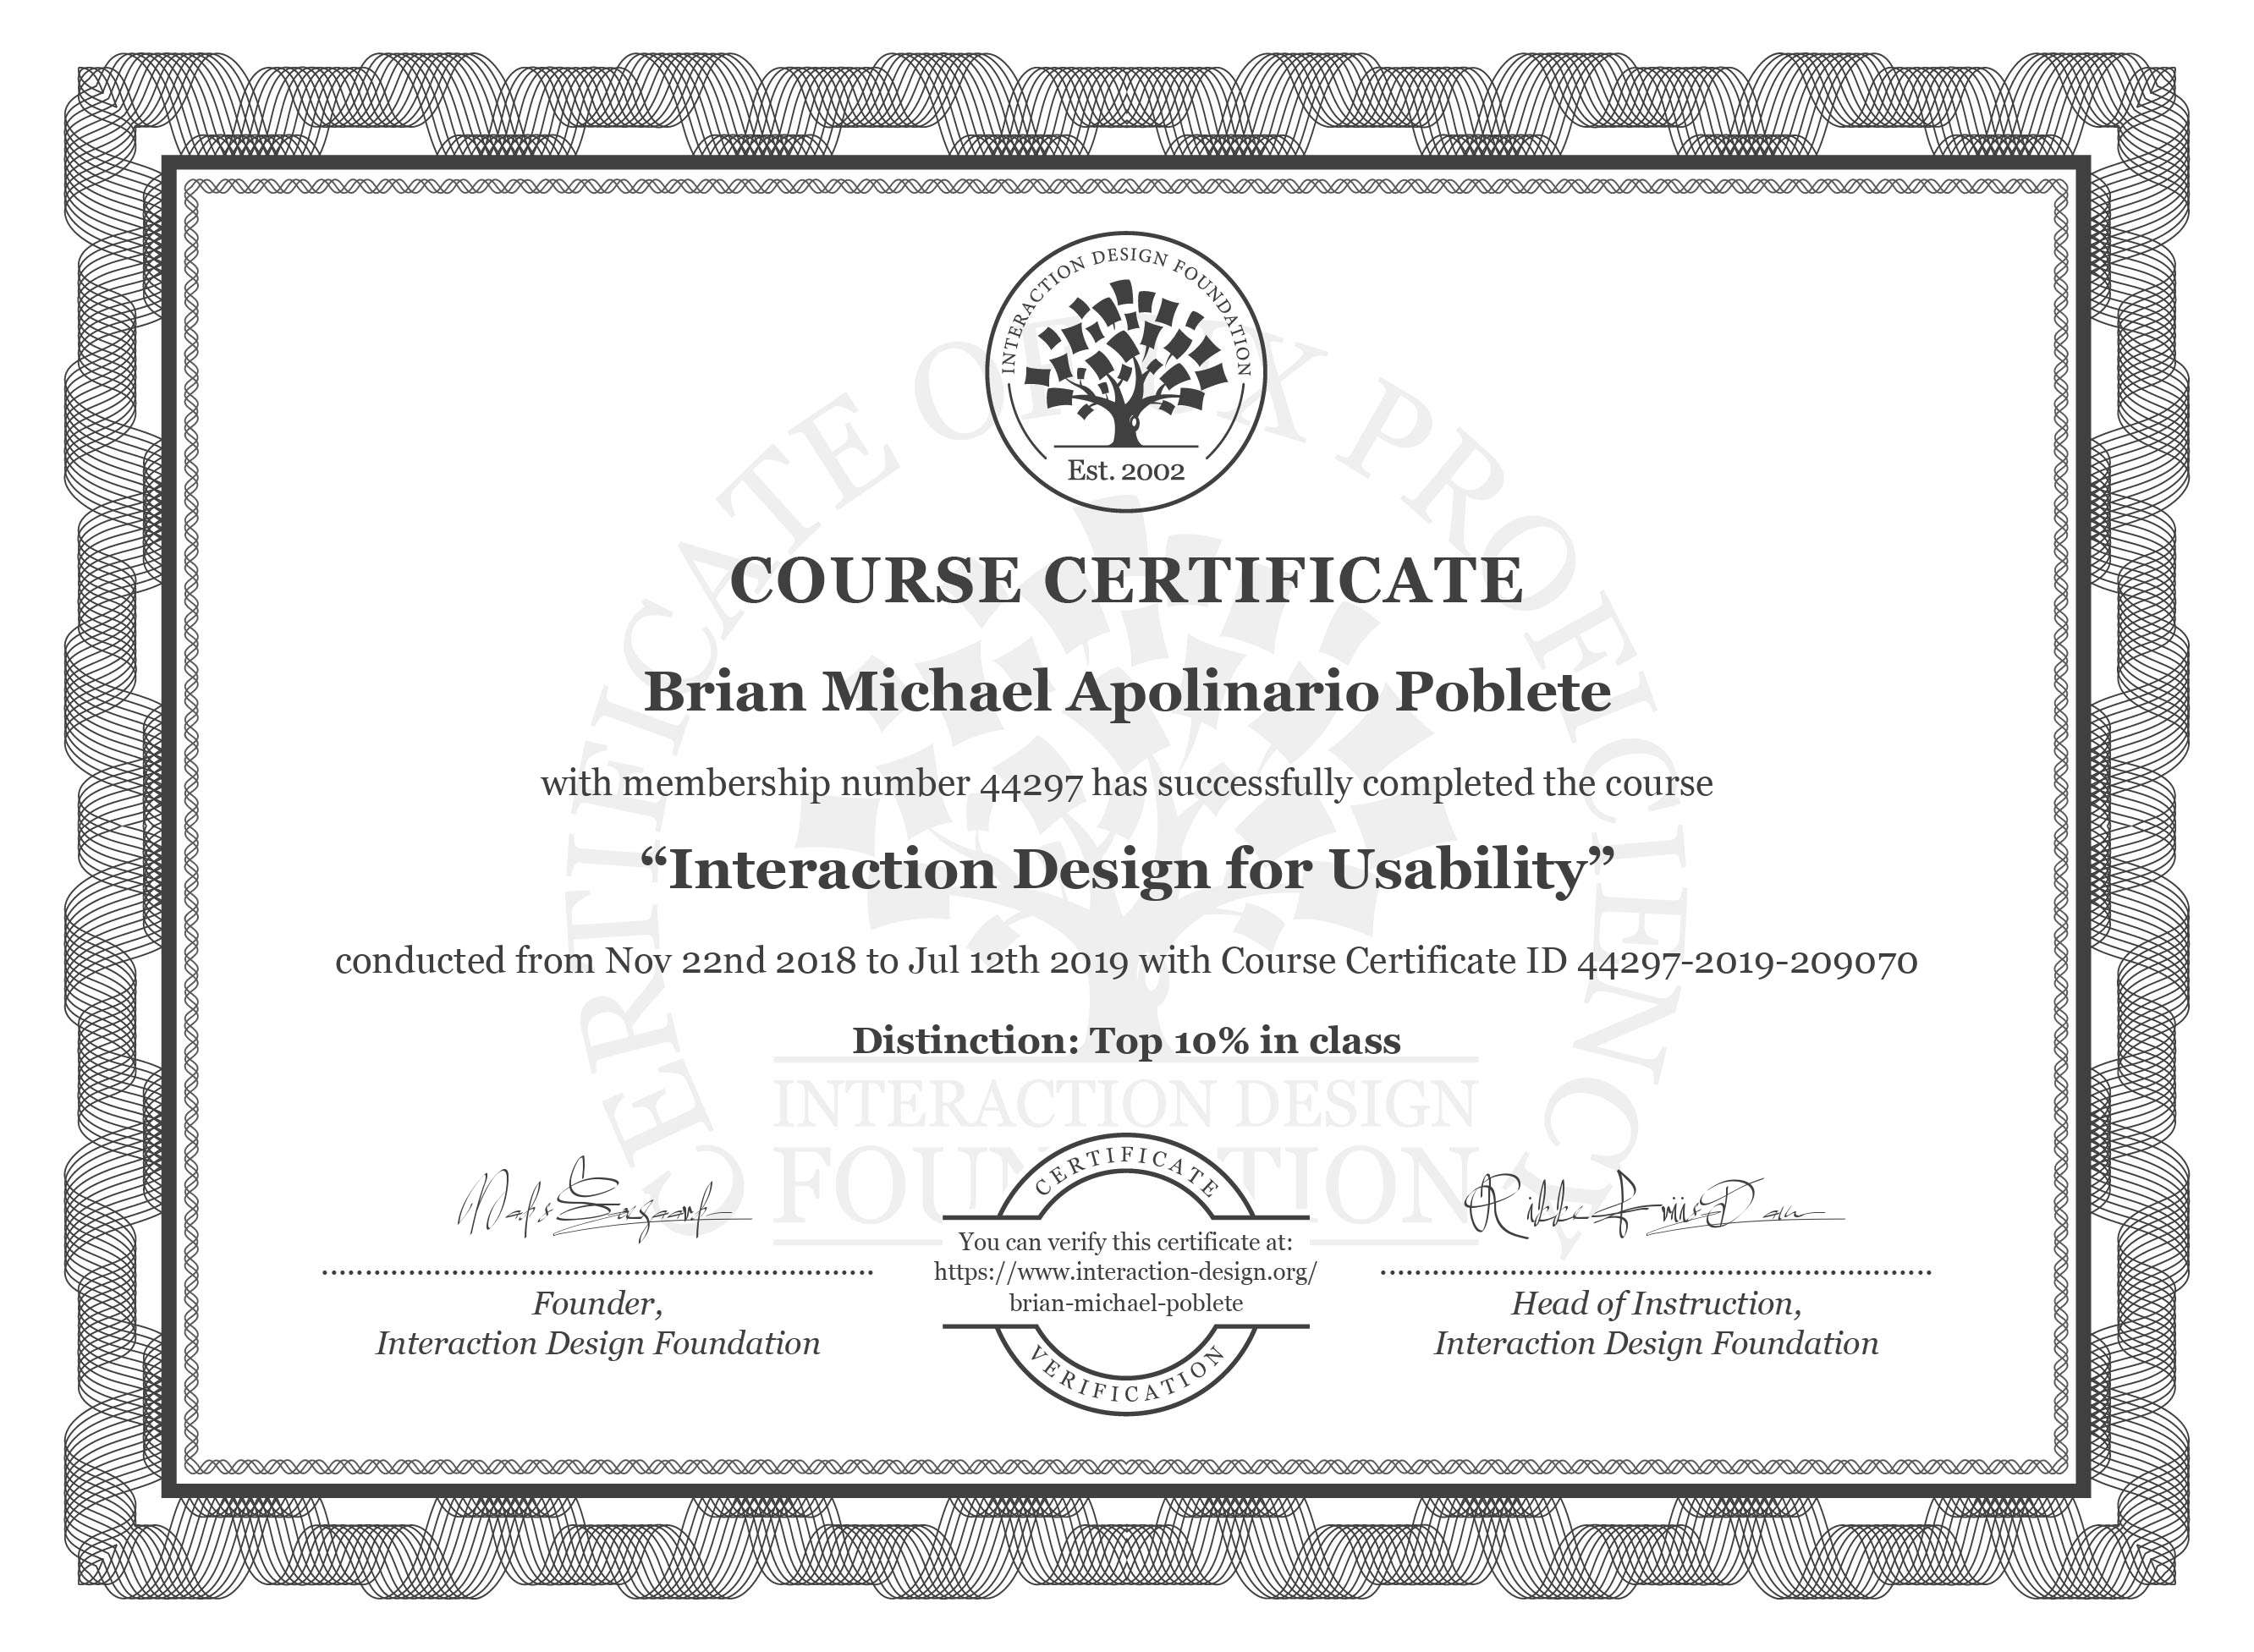 INTERACTION DESIGN FOUNDATION
Est. 2002
CERTIFICATE OF UX PROFICIENCY
COURSE CERTIFICATE
Brian Michael Apolinario Poblete
with membership number 44297 has successfully completed the course
“Interaction Design for Usability”
conducted from Nov 22nd 2018 to Jul 12th 2019 with Course Certificate ID 44297-2019-209070
Distinction: Top 10% in class
INTERACTION DESIGN
FOUNDATION
CERTIFICATE
You can verify this certificate at:
https://www.interaction-design.org/
brian-michael-poblete
VERIFICATION
Founder,
Interaction Design Foundation
Rikke Friis Dam
Head of Instruction,
Interaction Design Foundation